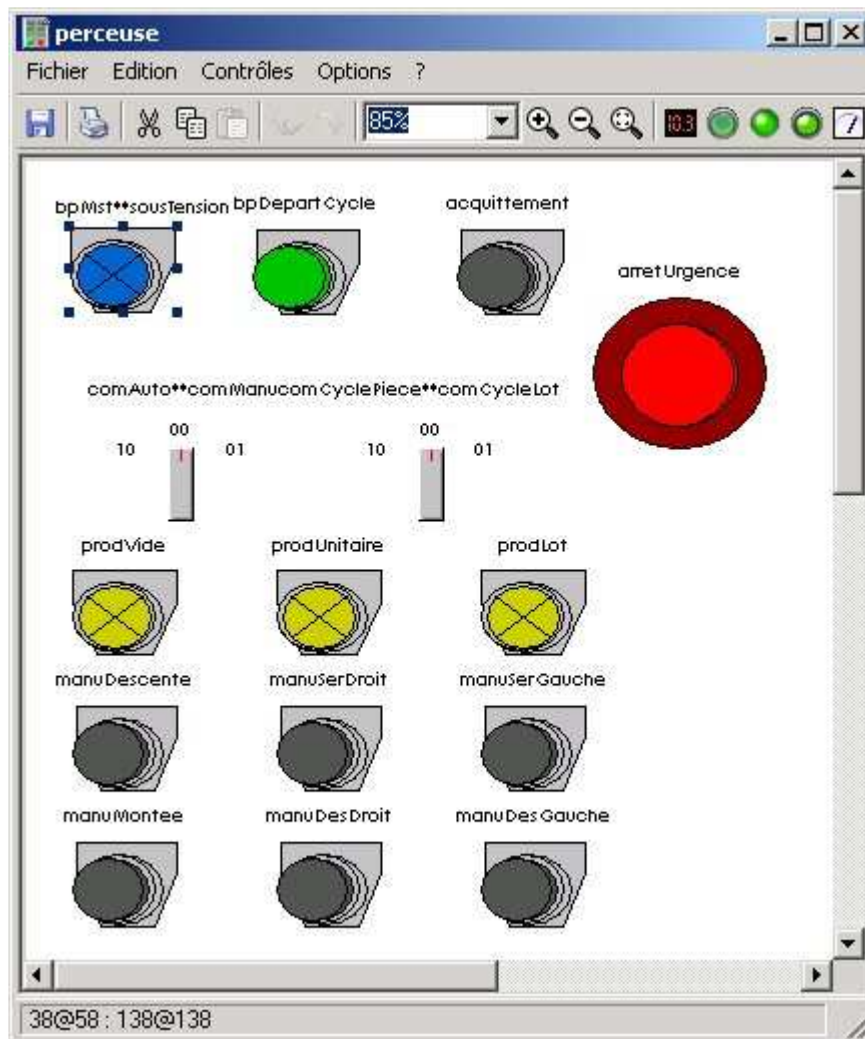 perceuse
Fichier Edition Contrôles Options ?
85% 10.3
bpMst**sousTension bpDepartCycle acquittement
arretUrgence
comAuto**comManucomCyclePiece**comCycleLot
00 00
10 01 10 01
prodVide prodUnitaire prodLot
manuDescente manuSerDroit manuSerGauche
manuMontee manuDesDroit manuDesGauche
38@58 : 138@138